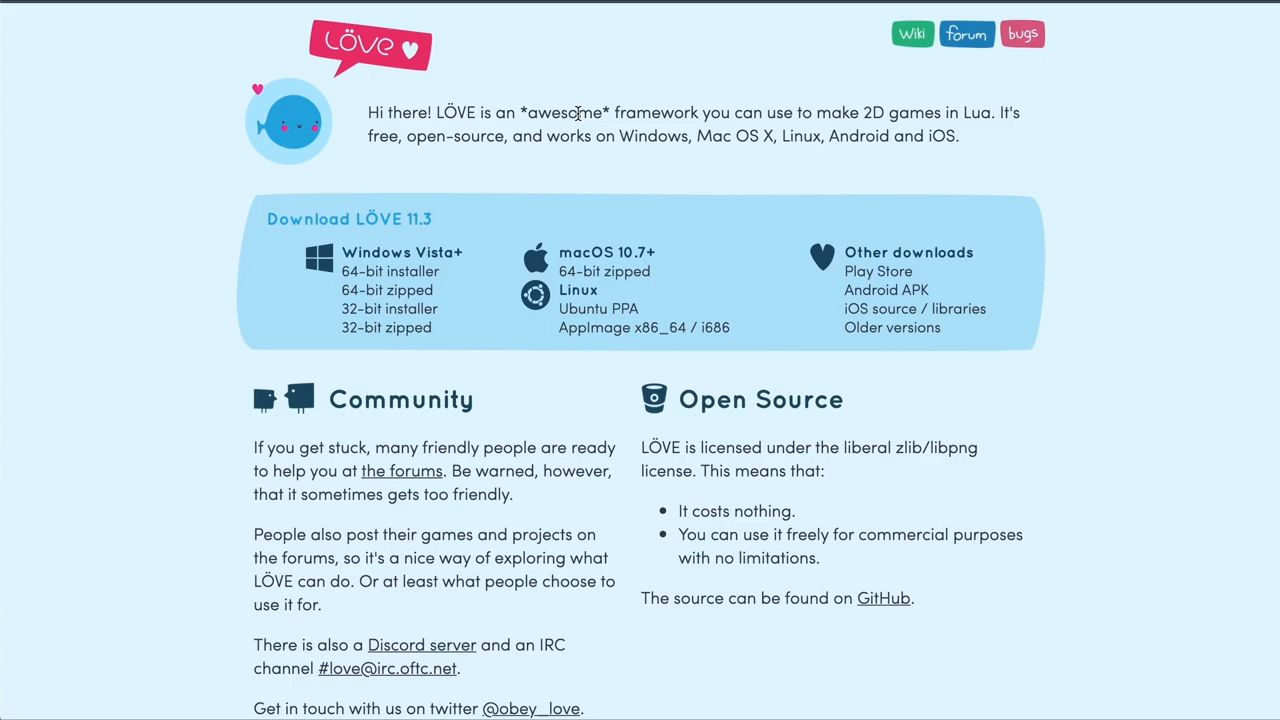 LÖVE
Wiki forum bugs
Hi there! LÖVE is an *awesome* framework you can use to make 2D games in Lua. It's
free, open-source, and works on Windows, Mac OS X, Linux, Android and iOS.
Download LÖVE 11.3
Windows Vista+
64-bit installer
64-bit zipped
32-bit installer
32-bit zipped
macOS 10.7+
64-bit zipped
Linux
Ubuntu PPA
AppImage x86_64 / i686
Other downloads
Play Store
Android APK
iOS source / libraries
Older versions
Community
If you get stuck, many friendly people are ready
to help you at the forums. Be warned, however,
that it sometimes gets too friendly.
People also post their games and projects on
the forums, so it's a nice way of exploring what
LÖVE can do. Or at least what people choose to
use it for.
There is also a Discord server and an IRC
channel #love@irc.oftc.net.
Get in touch with us on twitter @obey_love.
Open Source
LÖVE is licensed under the liberal zlib/libpng
license. This means that:
It costs nothing.
You can use it freely for commercial purposes
with no limitations.
The source can be found on GitHub.